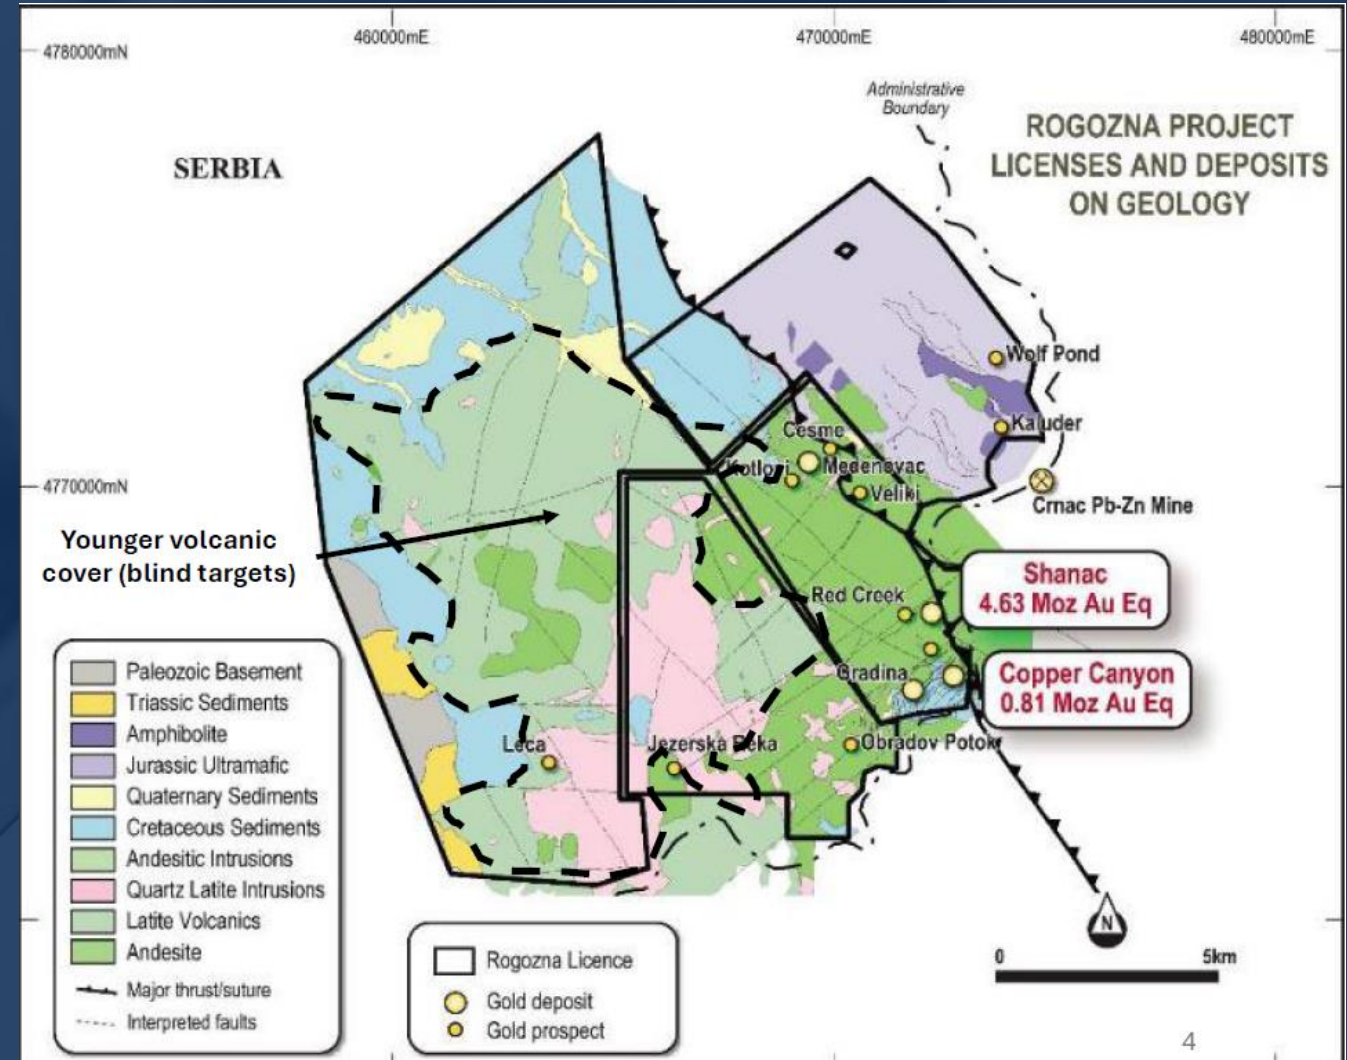 460000mE
470000mE
480000mE
4780000mN
Administrative
Boundary
ROGOZNA PROJECT
LICENSES AND DEPOSITS
ON GEOLOGY
SERBIA
Wolf Pond
Kaluder
Cesme
Kotlovi
Medenovac
Veliki
4770000mN
Crnac Pb-Zn Mine
Younger volcanic
cover (blind targets)
Shanac
4.63 Moz Au Eq
Red Creek
Copper Canyon
0.81 Moz Au Eq
Gradina
Leca
Jezerska Reka
Obradov Potok
Paleozoic Basement
Triassic Sediments
Amphibolite
Jurassic Ultramafic
Quaternary Sediments
Cretaceous Sediments
Andesitic Intrusions
Quartz Latite Intrusions
Latite Volcanics
Andesite
Major thrust/suture
Interpreted faults
Rogozna Licence
Gold deposit
Gold prospect
N
0 5km
4